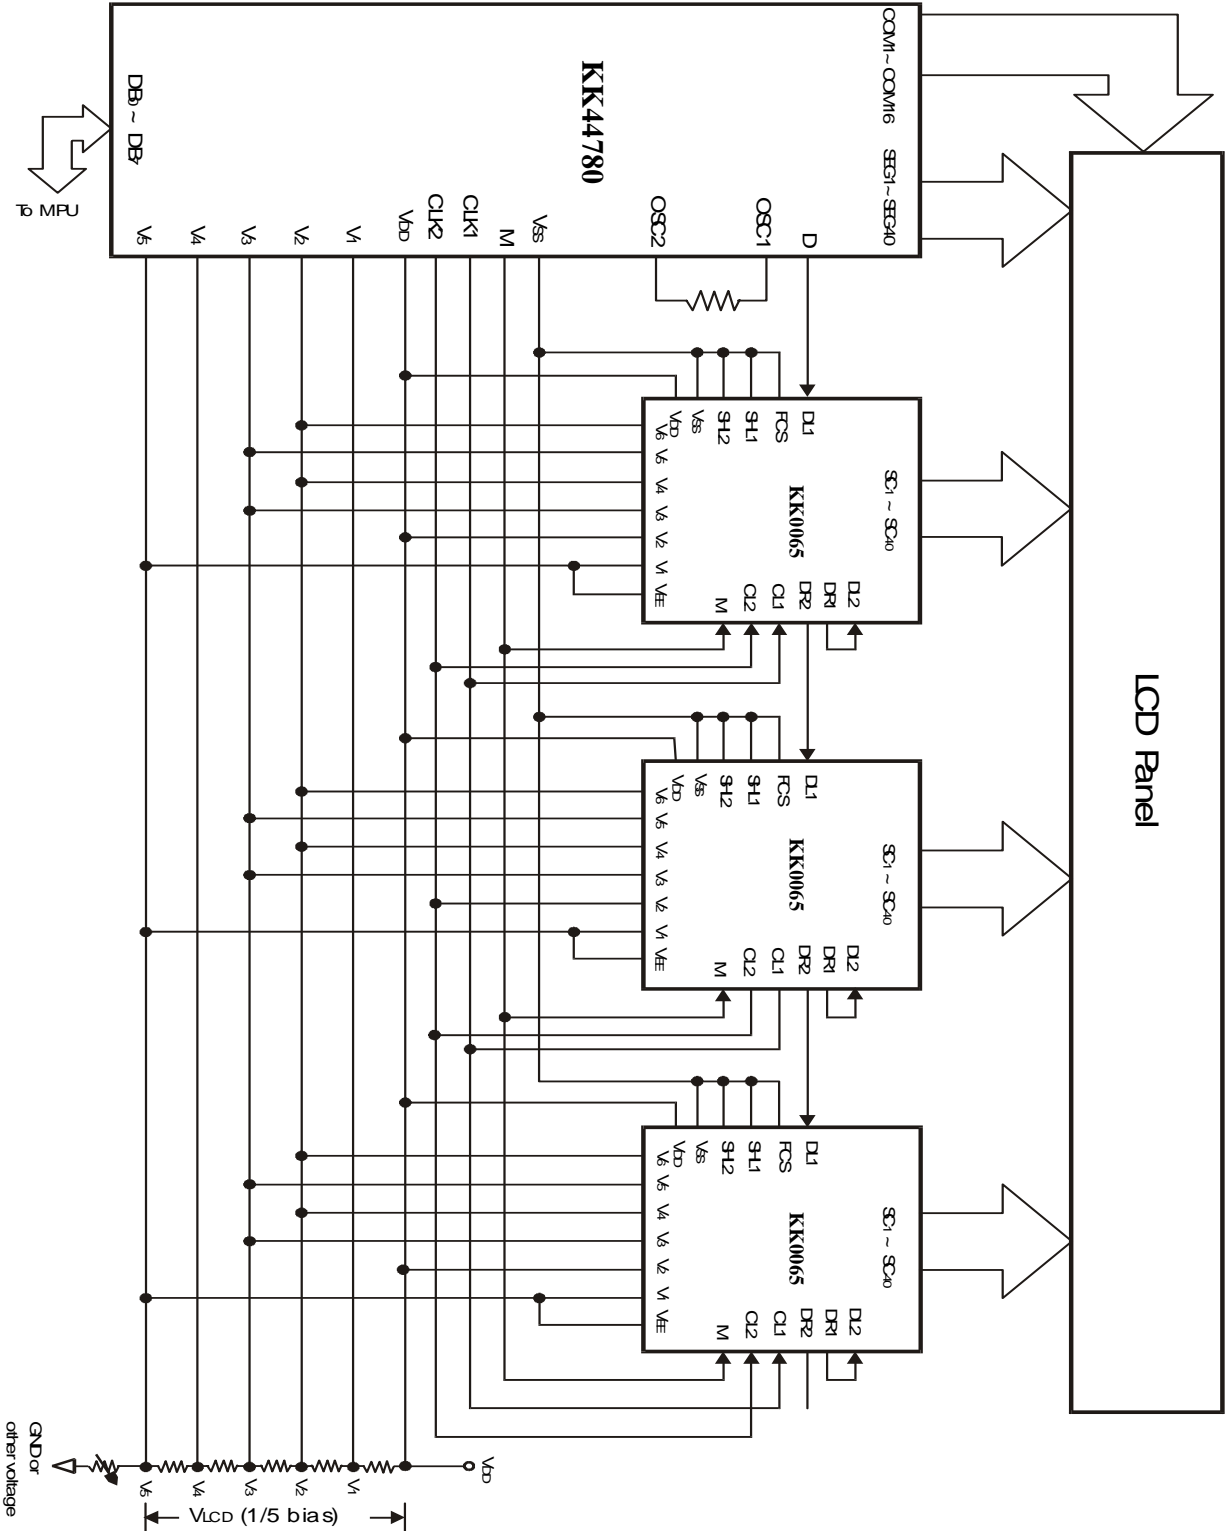 COM1 ~ COM16
SEG1 ~ SEG40
KK44780
DB0 ~ DB7
To MPU
D
OSC1
OSC2
VSS
M
CLK1
CLK2
VDD
V1
V2
V3
V4
V5
DL1
FCS
SHL1
SHL2
VSS
VDD
V6
V5
V4
V3
V2
V1
VEE
KK0065
SC1 ~ SC40
DL2
DR1
DR2
CL1
CL2
M
DL1
FCS
SHL1
SHL2
VSS
VDD
V6
V5
V4
V3
V2
V1
VEE
KK0065
SC1 ~ SC40
DL2
DR1
DR2
CL1
CL2
M
DL1
FCS
SHL1
SHL2
VSS
VDD
V6
V5
V4
V3
V2
V1
VEE
KK0065
SC1 ~ SC40
DL2
DR1
DR2
CL1
CL2
M
LCD Panel
VDD
V1
V2
V3
V4
V5
VLCD (1/5 bias)
GND or
other voltage